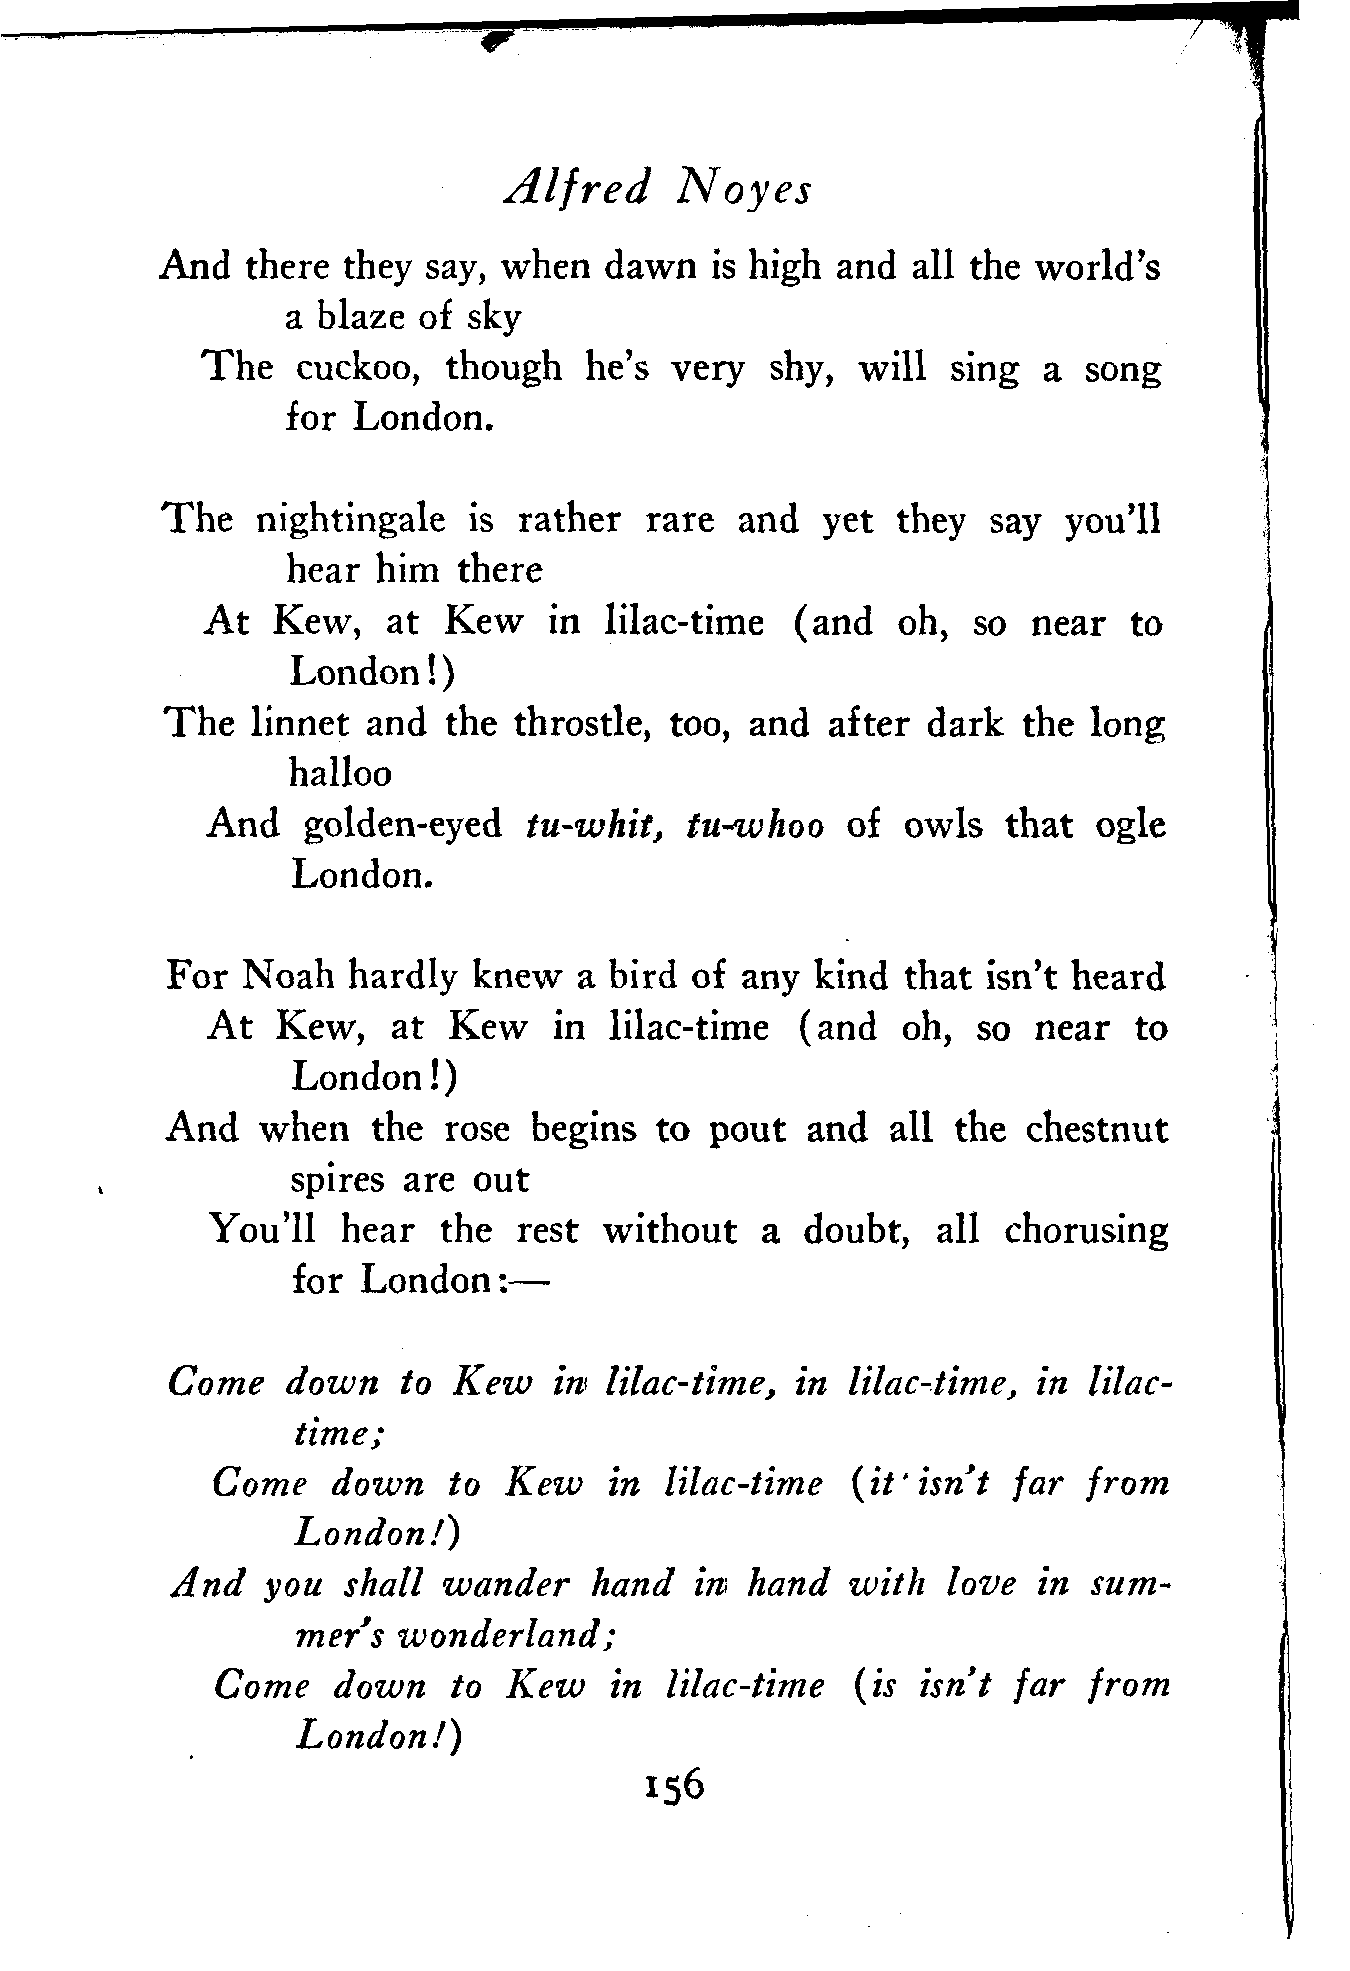 Alfred Noyes
And there they say, when dawn is high and all the world's
a blaze of sky
The cuckoo, though he's very shy, will sing a song
for London.
The nightingale is rather rare and yet they say you'll
hear him there
At Kew, at Kew in lilac-time (and oh, so near to
London!)
The linnet and the throstle, too, and after dark the long
halloo
And golden-eyed tu-whit, tu-whoo of owls that ogle
London.
For Noah hardly knew a bird of any kind that isn't heard
At Kew, at Kew in lilac-time (and oh, so near to
London!)
And when the rose begins to pout and all the chestnut
spires are out
You'll hear the rest without a doubt, all chorusing
for London:—
Come down to Kew in lilac-time, in lilac-time, in lilac-
time;
Come down to Kew in lilac-time (it isn't far from
London!)
And you shall wander hand in hand with love in sum-
mer's wonderland;
Come down to Kew in lilac-time (is isn't far from
London!)
156